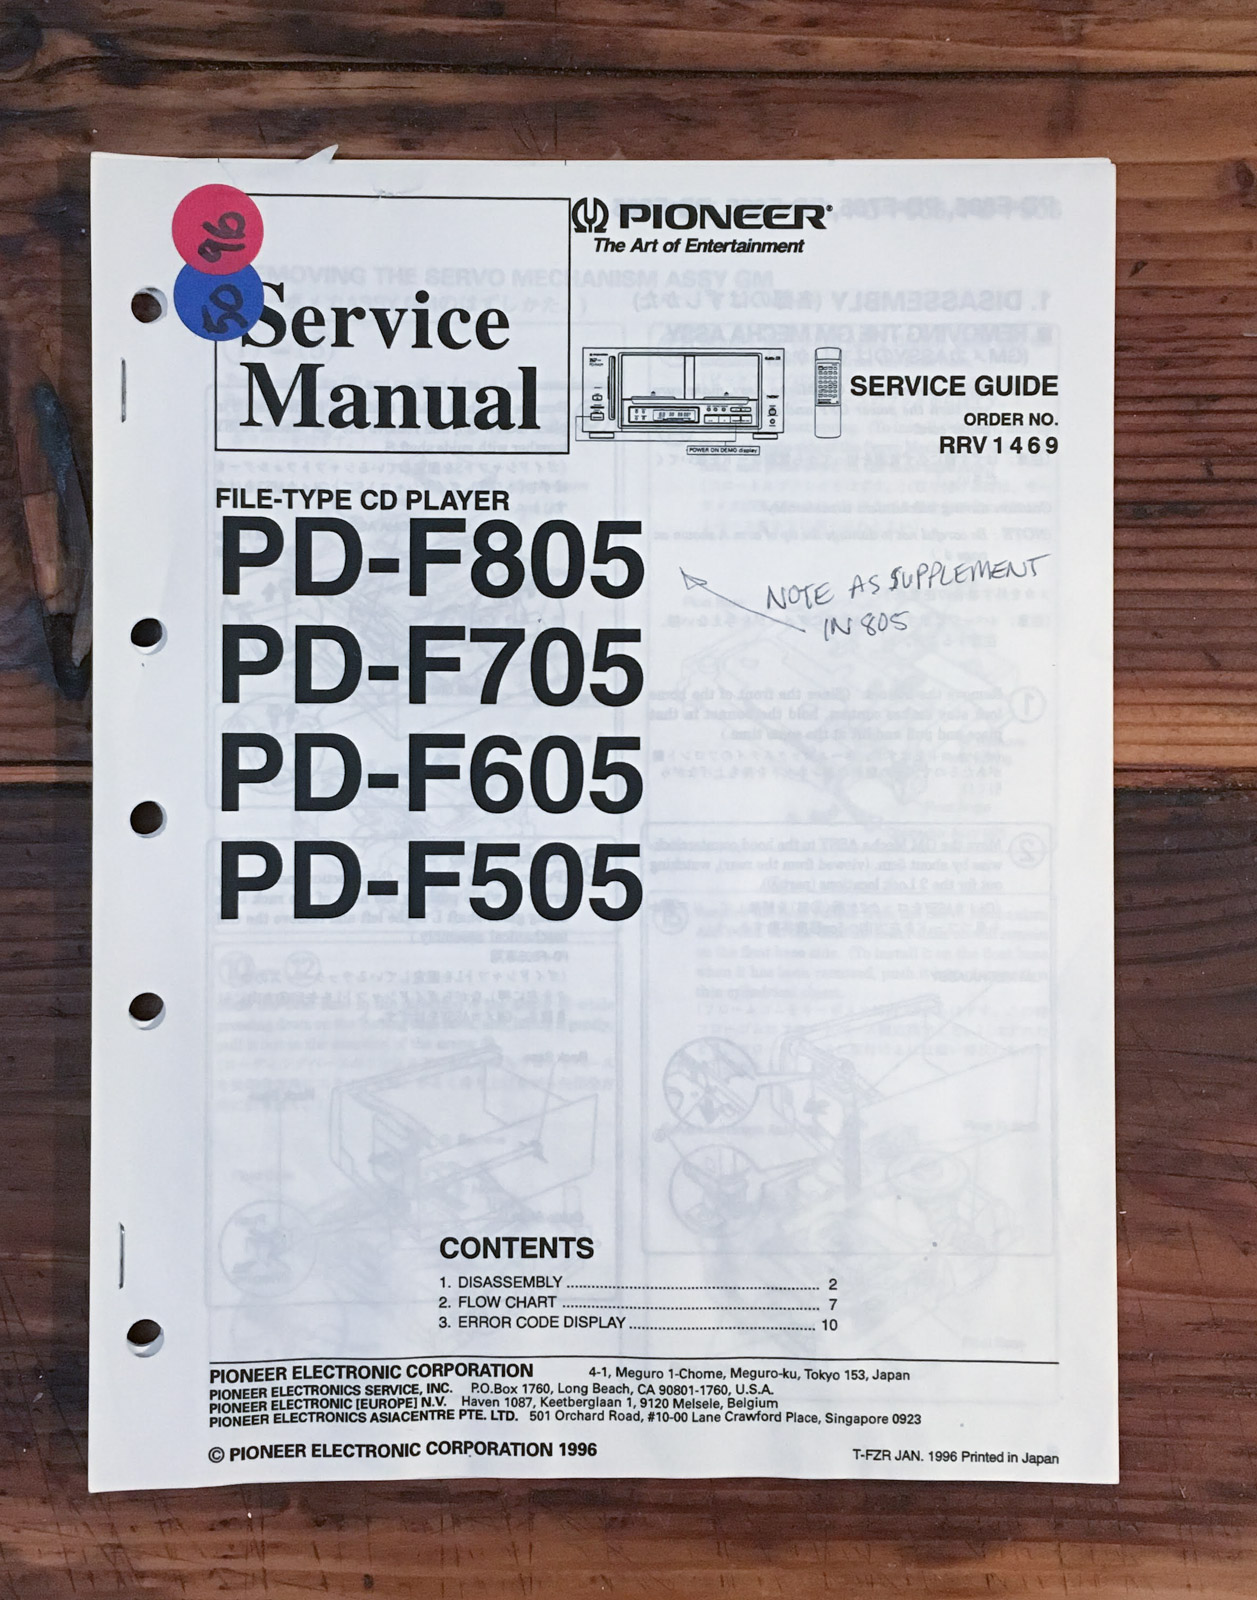 96
50
Service
Manual
PIONEER®
The Art of Entertainment
POWER ON DEMO display
SERVICE GUIDE
ORDER NO.
RRV1469
FILE-TYPE CD PLAYER
PD-F805
PD-F705
PD-F605
PD-F505
NOTE AS SUPPLEMENT
IN 805
CONTENTS
1. DISASSEMBLY ........ 2
2. FLOW CHART ........ 7
3. ERROR CODE DISPLAY ........ 10
PIONEER ELECTRONIC CORPORATION 4-1, Meguro 1-Chome, Meguro-ku, Tokyo 153, Japan
PIONEER ELECTRONICS SERVICE, INC. P.O.Box 1760, Long Beach, CA 90801-1760, U.S.A.
PIONEER ELECTRONIC [EUROPE] N.V. Haven 1087, Keetberglaan 1, 9120 Melsele, Belgium
PIONEER ELECTRONICS ASIACENTRE PTE. LTD. 501 Orchard Road, #10-00 Lane Crawford Place, Singapore 0923
© PIONEER ELECTRONIC CORPORATION 1996
T-FZR JAN. 1996 Printed in Japan